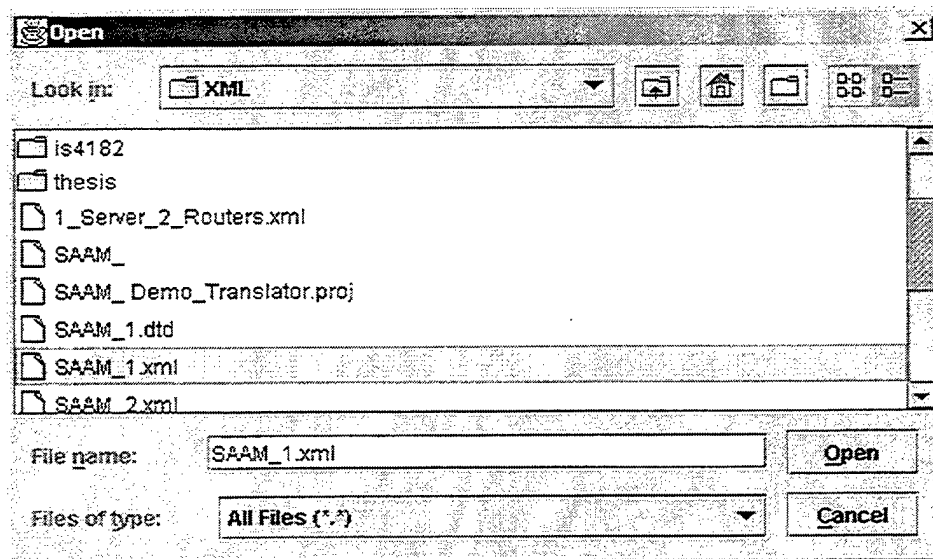 Open
Look in: XML
is4182
thesis
1_Server_2_Routers.xml
SAAM_
SAAM_ Demo_Translator.proj
SAAM_1.dtd
SAAM_1.xml
SAAM_2.xml
File name: SAAM_1.xml Open
Files of type: All Files (*.*) Cancel